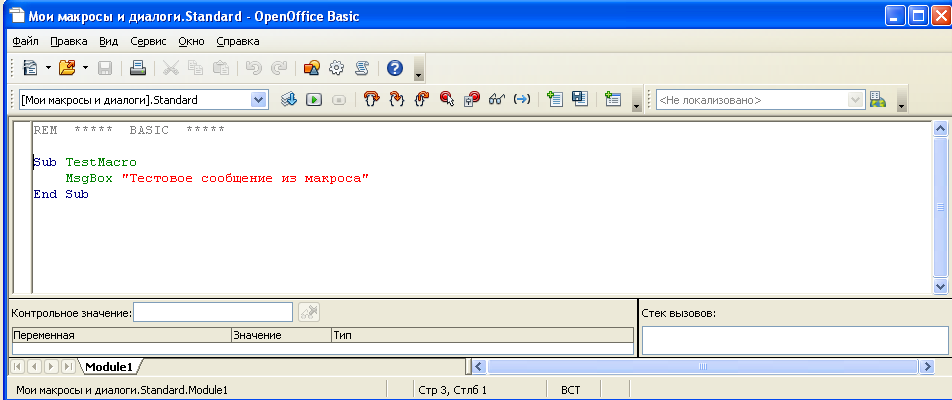 Мои макросы и диалоги.Standard - OpenOffice Basic
Файл Правка Вид Сервис Окно Справка
[Мои макросы и диалоги].Standard <Не локализовано>
REM ***** BASIC *****
Sub TestMacro
MsgBox "Тестовое сообщение из макроса"
End Sub
Контрольное значение: Стек вызовов:
Переменная Значение Тип
Module1
Мои макросы и диалоги.Standard.Module1 Стр 3, Стлб 1 ВСТ